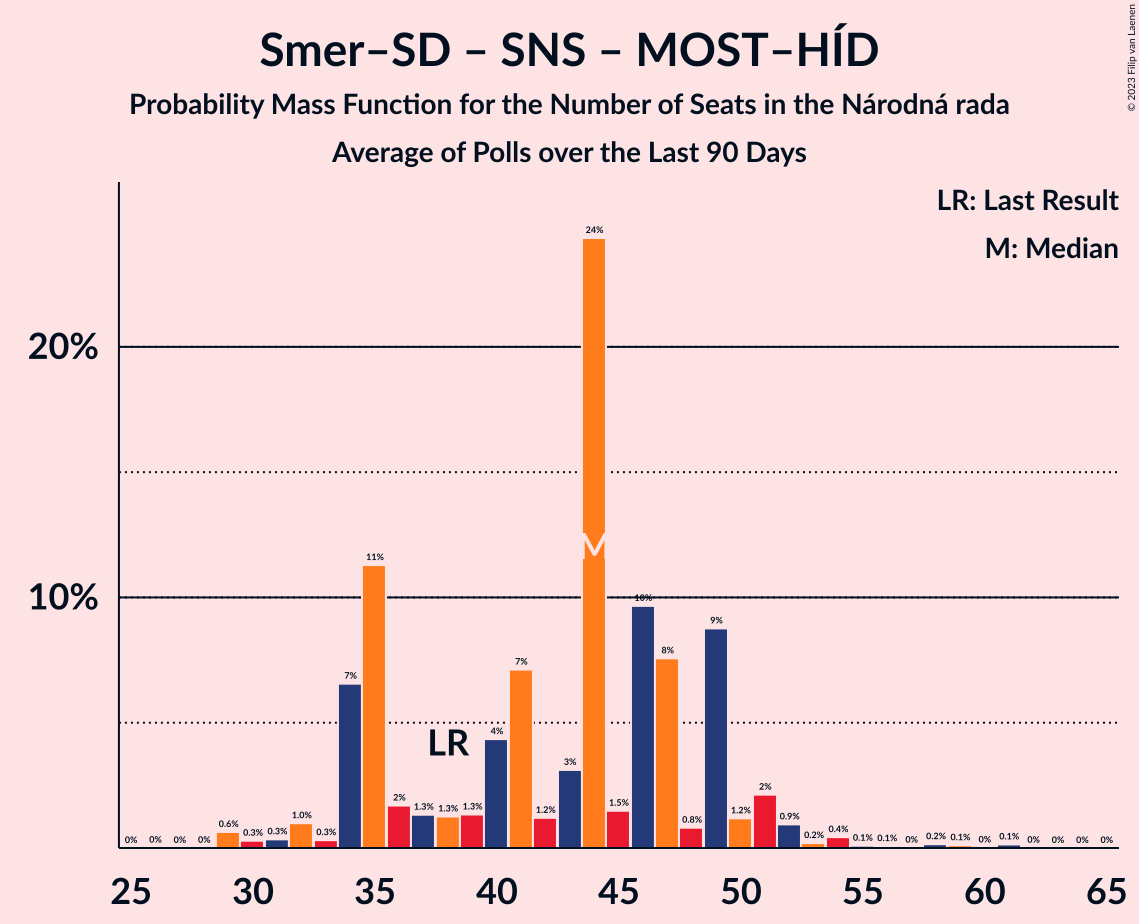 Smer–SD – SNS – MOST–HÍD
Probability Mass Function for the Number of Seats in the Národná rada
Average of Polls over the Last 90 Days
© 2023 Filip van Laenen
LR: Last Result
M: Median
20%
10%
0% 0% 0% 0% 0.6% 0.3% 0.3% 1.0% 0.3% 7% 11% 2% 1.3% 1.3% 1.3% 4% 7% 1.2% 3% 24% 1.5% 10% 8% 0.8% 9% 1.2% 2% 0.9% 0.2% 0.4% 0.1% 0.1% 0% 0.2% 0.1% 0% 0.1% 0% 0% 0% 0%
LR
M
25 30 35 40 45 50 55 60 65